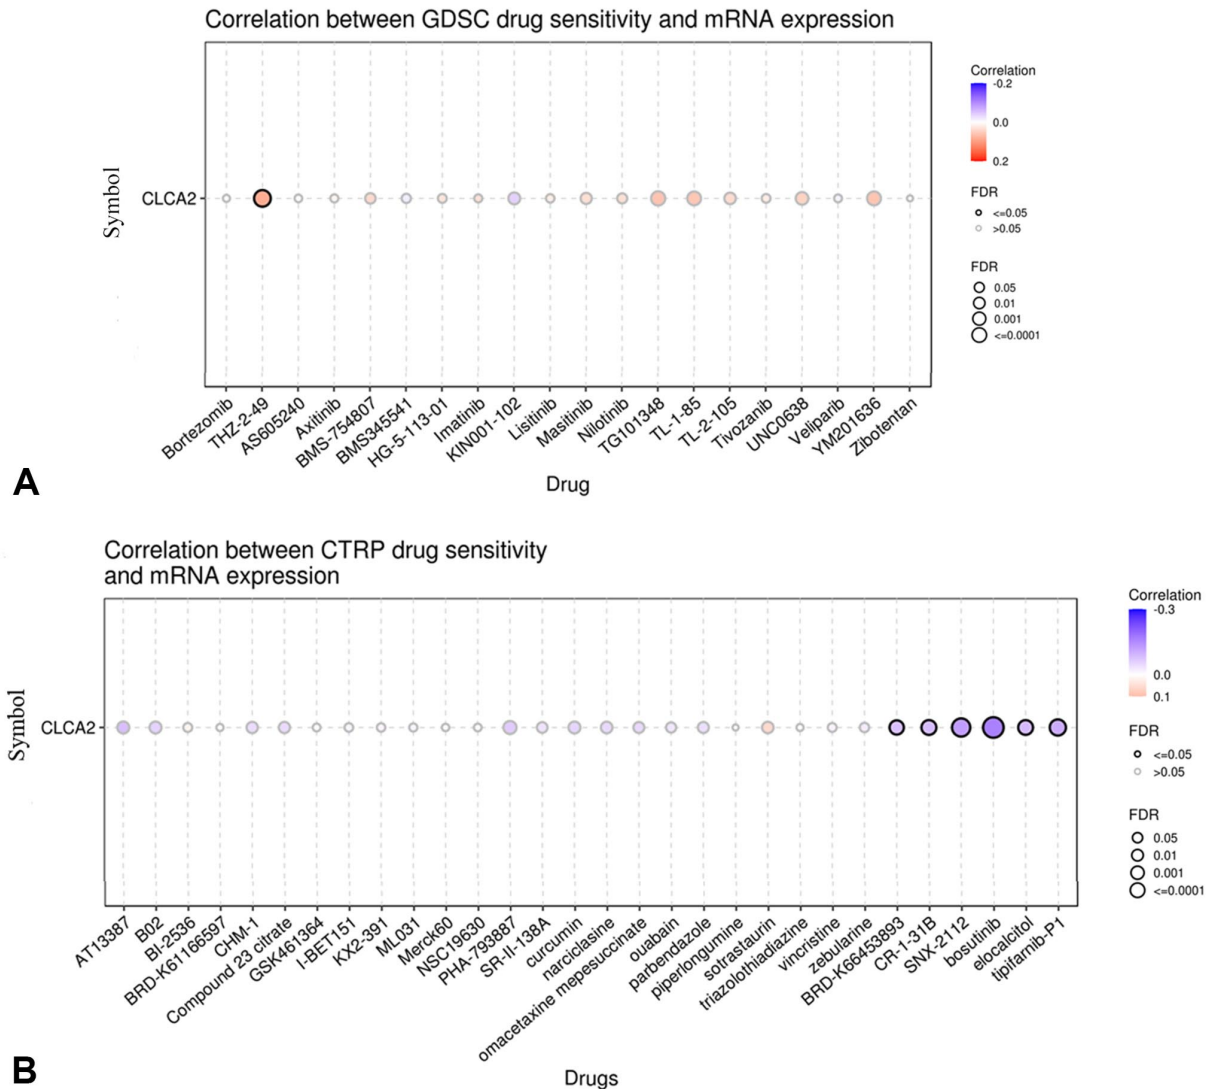 Correlation between GDSC drug sensitivity and mRNA expression
Symbol
CLCA2
Correlation
-0.2
0.0
0.2
FDR
<=0.05
>0.05
FDR
0.05
0.01
0.001
<=0.0001
Bortezomib
THZ-2-49
AS605240
Axitinib
BMS-754807
BMS345541
HG-5-113-01
Imatinib
KIN001-102
Lisitinib
Masitinib
Nilotinib
TG101348
TL-1-85
TL-2-105
Tivozanib
UNC0638
Veliparib
YM201636
Zibotentan
Drug
A
Correlation between CTRP drug sensitivity
and mRNA expression
Symbol
CLCA2
Correlation
-0.3
0.0
0.1
FDR
<=0.05
>0.05
FDR
0.05
0.01
0.001
<=0.0001
AT13387
B02
BI-2536
BRD-K61166597
CHM-1
Compound 23 citrate
GSK461364
I-BET151
KX2-391
ML031
Merck60
NSC19630
PHA-793887
SR-II-138A
curcumin
narciclasine
omacetaxine mepesuccinate
ouabain
parbendazole
piperlongumine
sotrastaurin
triazolothiadiazine
vincristine
zebularine
BRD-K66453893
CR-1-31B
SNX-2112
bosutinib
elocalcitol
tipifarnib-P1
Drugs
B